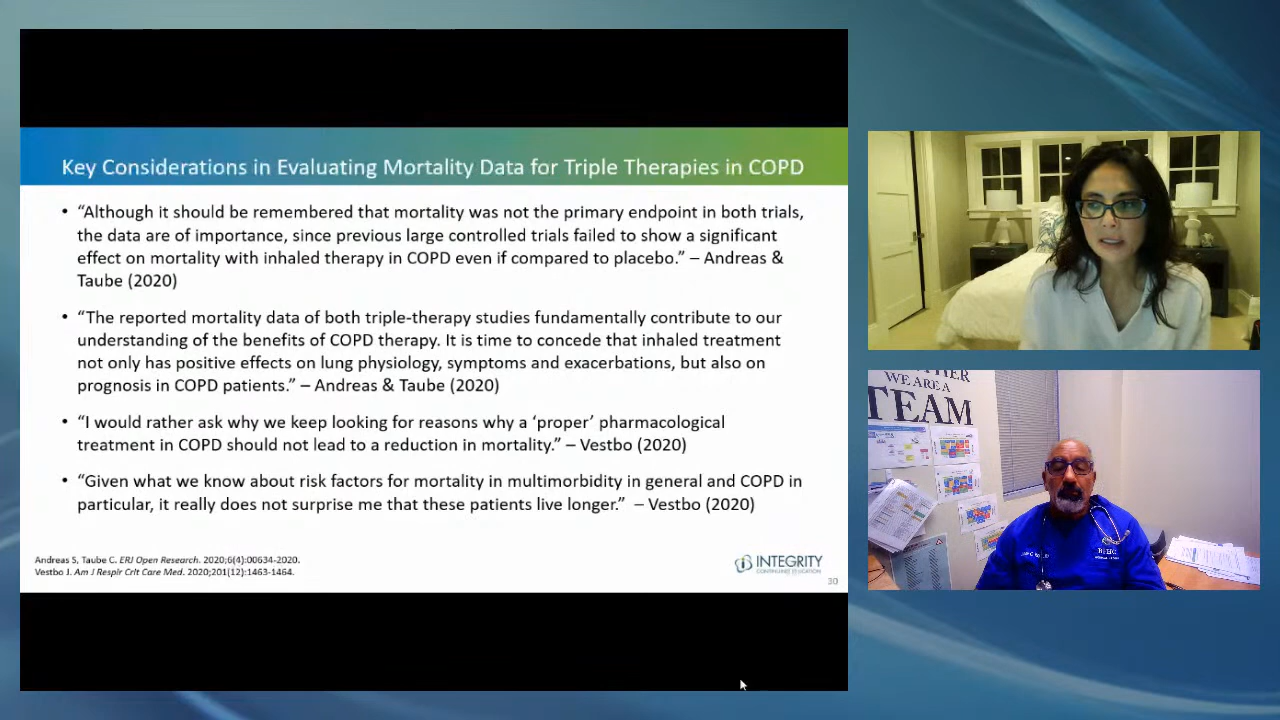 Key Considerations in Evaluating Mortality Data for Triple Therapies in COPD
• “Although it should be remembered that mortality was not the primary endpoint in both trials,
the data are of importance, since previous large controlled trials failed to show a significant
effect on mortality with inhaled therapy in COPD even if compared to placebo.” – Andreas &
Taube (2020)
• “The reported mortality data of both triple-therapy studies fundamentally contribute to our
understanding of the benefits of COPD therapy. It is time to concede that inhaled treatment
not only has positive effects on lung physiology, symptoms and exacerbations, but also on
prognosis in COPD patients.” – Andreas & Taube (2020)
• “I would rather ask why we keep looking for reasons why a ‘proper’ pharmacological
treatment in COPD should not lead to a reduction in mortality.” – Vestbo (2020)
• “Given what we know about risk factors for mortality in multimorbidity in general and COPD in
particular, it really does not surprise me that these patients live longer.” – Vestbo (2020)
Andreas S, Taube C. ERJ Open Research. 2020;6(4):00634-2020.
Vestbo J. Am J Respir Crit Care Med. 2020;201(12):1463-1464.
INTEGRITY
CONTINUING EDUCATION
30
WE ARE A
TEAM